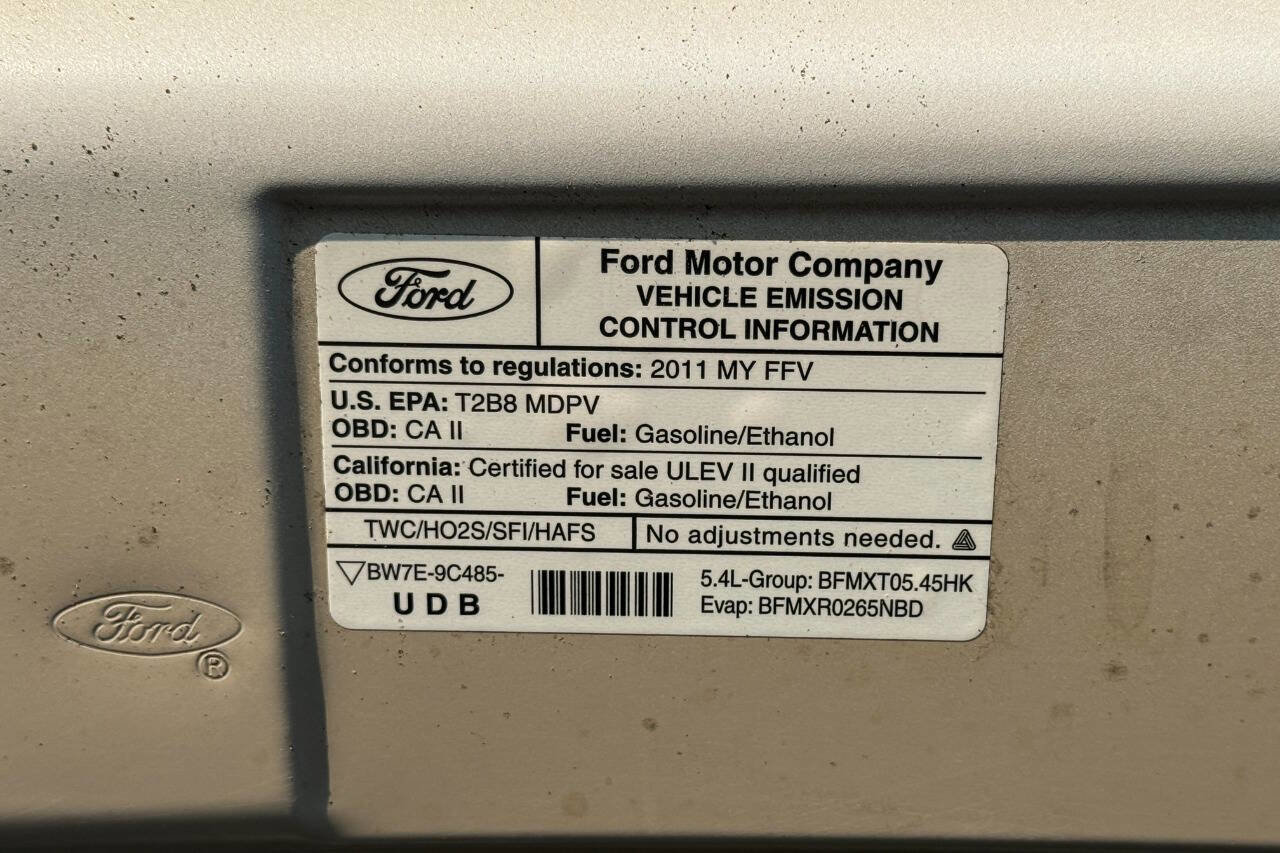 Ford
Ford Motor Company
VEHICLE EMISSION
CONTROL INFORMATION
Conforms to regulations: 2011 MY FFV
U.S. EPA: T2B8 MDPV
OBD: CA II Fuel: Gasoline/Ethanol
California: Certified for sale ULEV II qualified
OBD: CA II Fuel: Gasoline/Ethanol
TWC/HO2S/SFI/HAFS No adjustments needed.
BW7E-9C485-
U D B
5.4L-Group: BFMXT05.45HK
Evap: BFMXR0265NBD
Ford
®